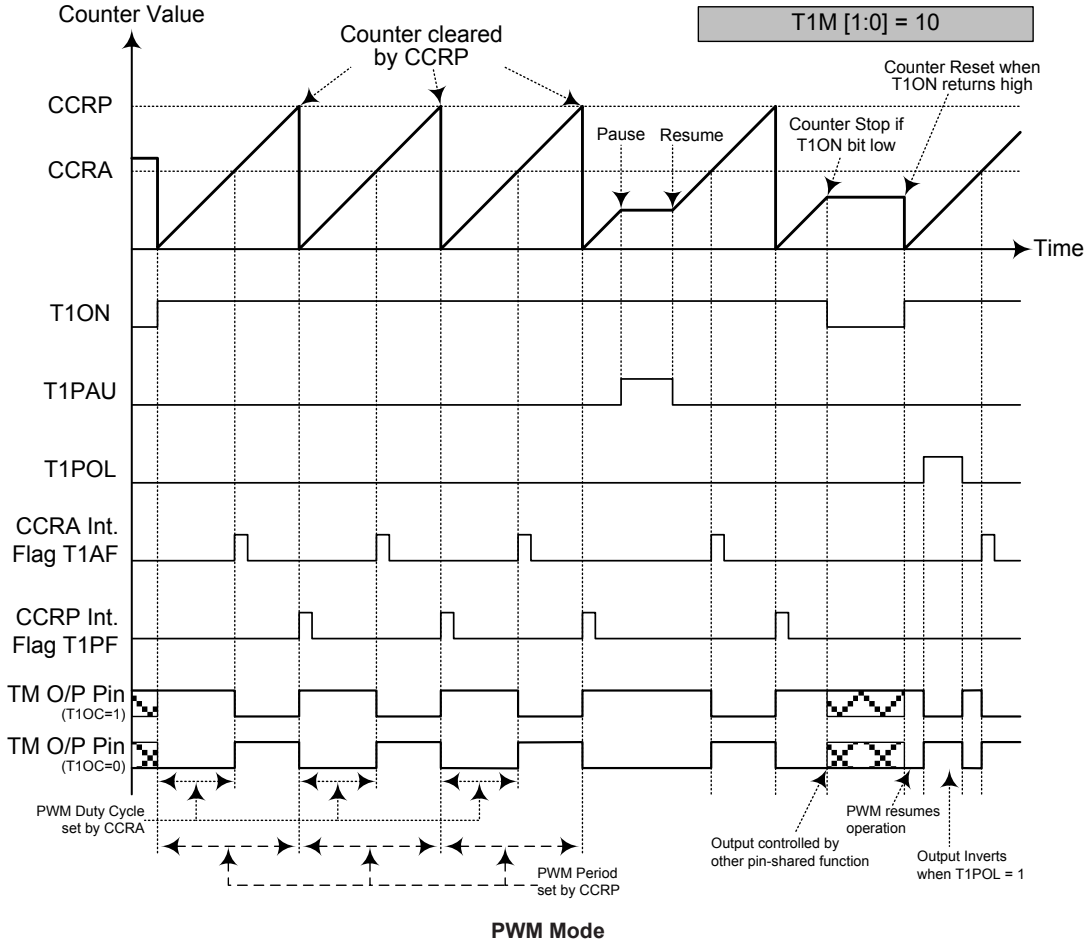 Counter Value
T1M [1:0] = 10
Counter cleared
by CCRP
Counter Reset when
T1ON returns high
CCRP
Pause
Resume
Counter Stop if
T1ON bit low
CCRA
Time
T1ON
T1PAU
T1POL
CCRA Int.
Flag T1AF
CCRP Int.
Flag T1PF
TM O/P Pin
(T1OC=1)
TM O/P Pin
(T1OC=0)
PWM Duty Cycle
set by CCRA
PWM resumes
operation
Output controlled by
other pin-shared function
Output Inverts
when T1POL = 1
PWM Period
set by CCRP
PWM Mode